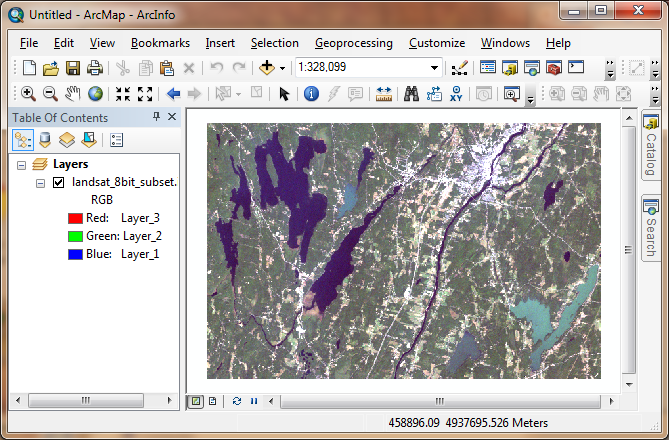 Untitled - ArcMap - ArcInfo
File Edit View Bookmarks Insert Selection Geoprocessing Customize Windows Help
1:328,099
XY
Table Of Contents
Layers
landsat_8bit_subset.
RGB
Red: Layer_3
Green: Layer_2
Blue: Layer_1
Catalog
Search
458896.09 4937695.526 Meters